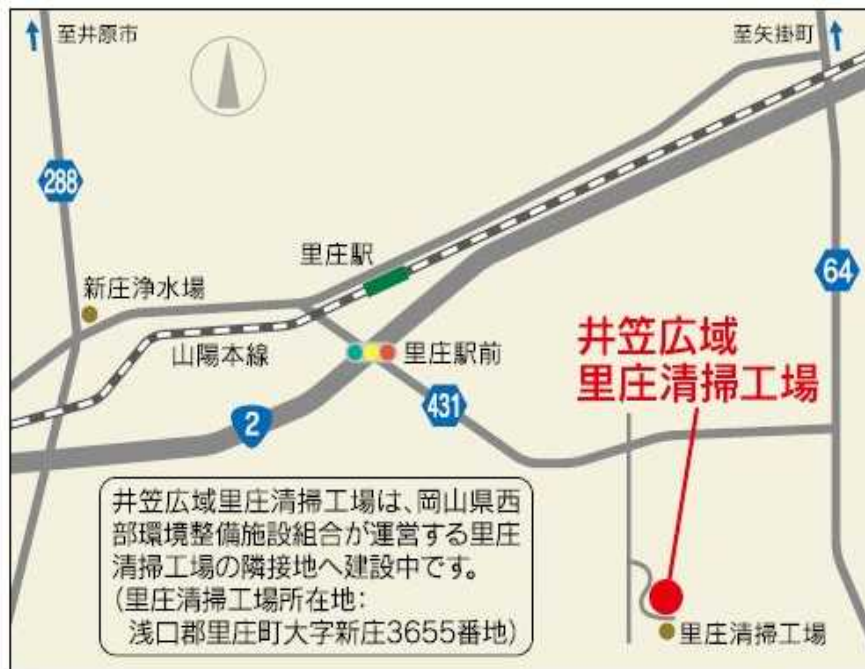 至井原市
至矢掛町
288
里庄駅
新庄浄水場
64
山陽本線
里庄駅前
井笠広域
里庄清掃工場
431
2
井笠広域里庄清掃工場は、岡山県西
部環境整備施設組合が運営する里庄
清掃工場の隣接地へ建設中です。
(里庄清掃工場所在地:
浅口郡里庄町大字新庄3655番地)
里庄清掃工場